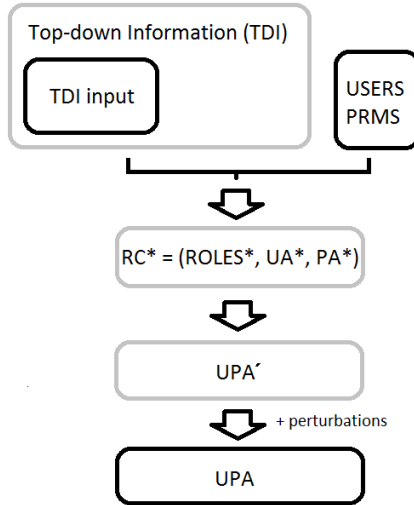 Top-down Information (TDI)
TDI input
USERS
PRMS
RC* = (ROLES*, UA*, PA*)
UPA´
+ perturbations
UPA